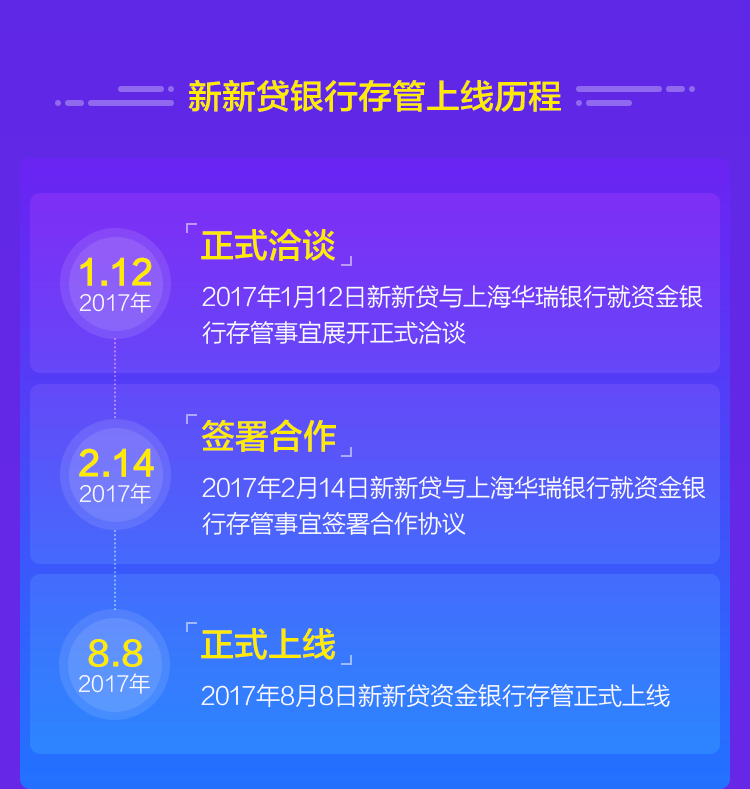 新新贷银行存管上线历程
1.12
2017年
正式洽谈
2017年1月12日新新贷与上海华瑞银行就资金银
行存管事宜展开正式洽谈
2.14
2017年
签署合作
2017年2月14日新新贷与上海华瑞银行就资金银
行存管事宜签署合作协议
8.8
2017年
正式上线
2017年8月8日新新贷资金银行存管正式上线